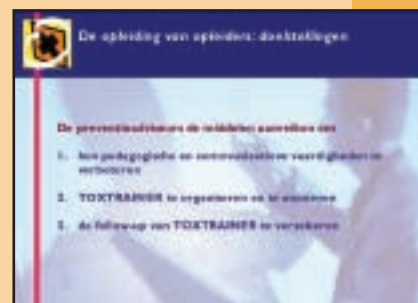 De opleiding van opleiders: doelstellingen
De preventieadviseurs de middelen aanreiken om
1. hun pedagogische en communicatieve vaardigheden te
verbeteren
2. TOXTRAINER te organiseren en te animeren
3. de follow-up van TOXTRAINER te verzekeren